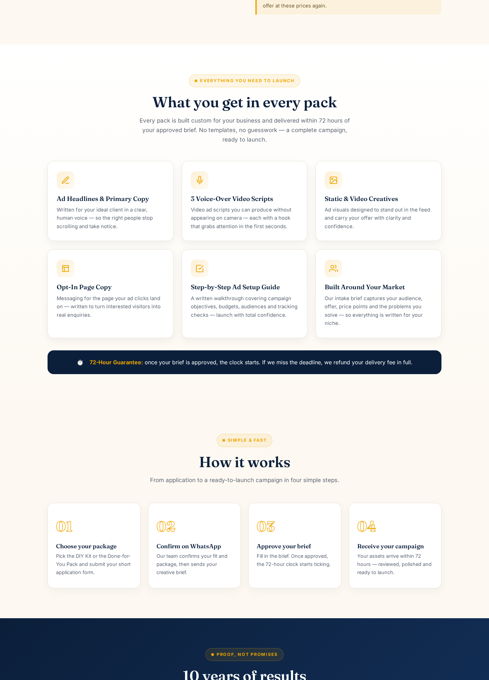 offer at these prices again.
EVERYTHING YOU NEED TO LAUNCH
What you get in every pack
Every pack is built custom for your business and delivered within 72 hours of
your approved brief. No templates, no guesswork — a complete campaign,
ready to launch.
Ad Headlines & Primary Copy
Written for your ideal client in a clear,
human voice — so the right people stop
scrolling and take notice.
3 Voice-Over Video Scripts
Video ad scripts you can produce without
appearing on camera — each with a hook
that grabs attention in the first seconds.
Static & Video Creatives
Ad visuals designed to stand out in the feed
and carry your offer with clarity and
confidence.
Opt-In Page Copy
Messaging for the page your ad clicks land
on — written to turn interested visitors into
real enquiries.
Step-by-Step Ad Setup Guide
A written walkthrough covering campaign
objectives, budgets, audiences and tracking
checks — launch with total confidence.
Built Around Your Market
Our intake brief captures your audience,
offer, price points and the problems you
solve — so everything is written for your
niche.
72-Hour Guarantee: once your brief is approved, the clock starts. If we miss the deadline, we refund your delivery fee in full.
SIMPLE & FAST
How it works
From application to a ready-to-launch campaign in four simple steps.
01
Choose your package
Pick the DIY Kit or the Done-for-
You Pack and submit your short
application form.
02
Confirm on WhatsApp
Our team confirms your fit and
package, then sends your
creative brief.
03
Approve your brief
Fill in the brief. Once approved,
the 72-hour clock starts ticking.
04
Receive your campaign
Your assets arrive within 72
hours — reviewed, polished and
ready to launch.
PROOF, NOT PROMISES
10 years of results